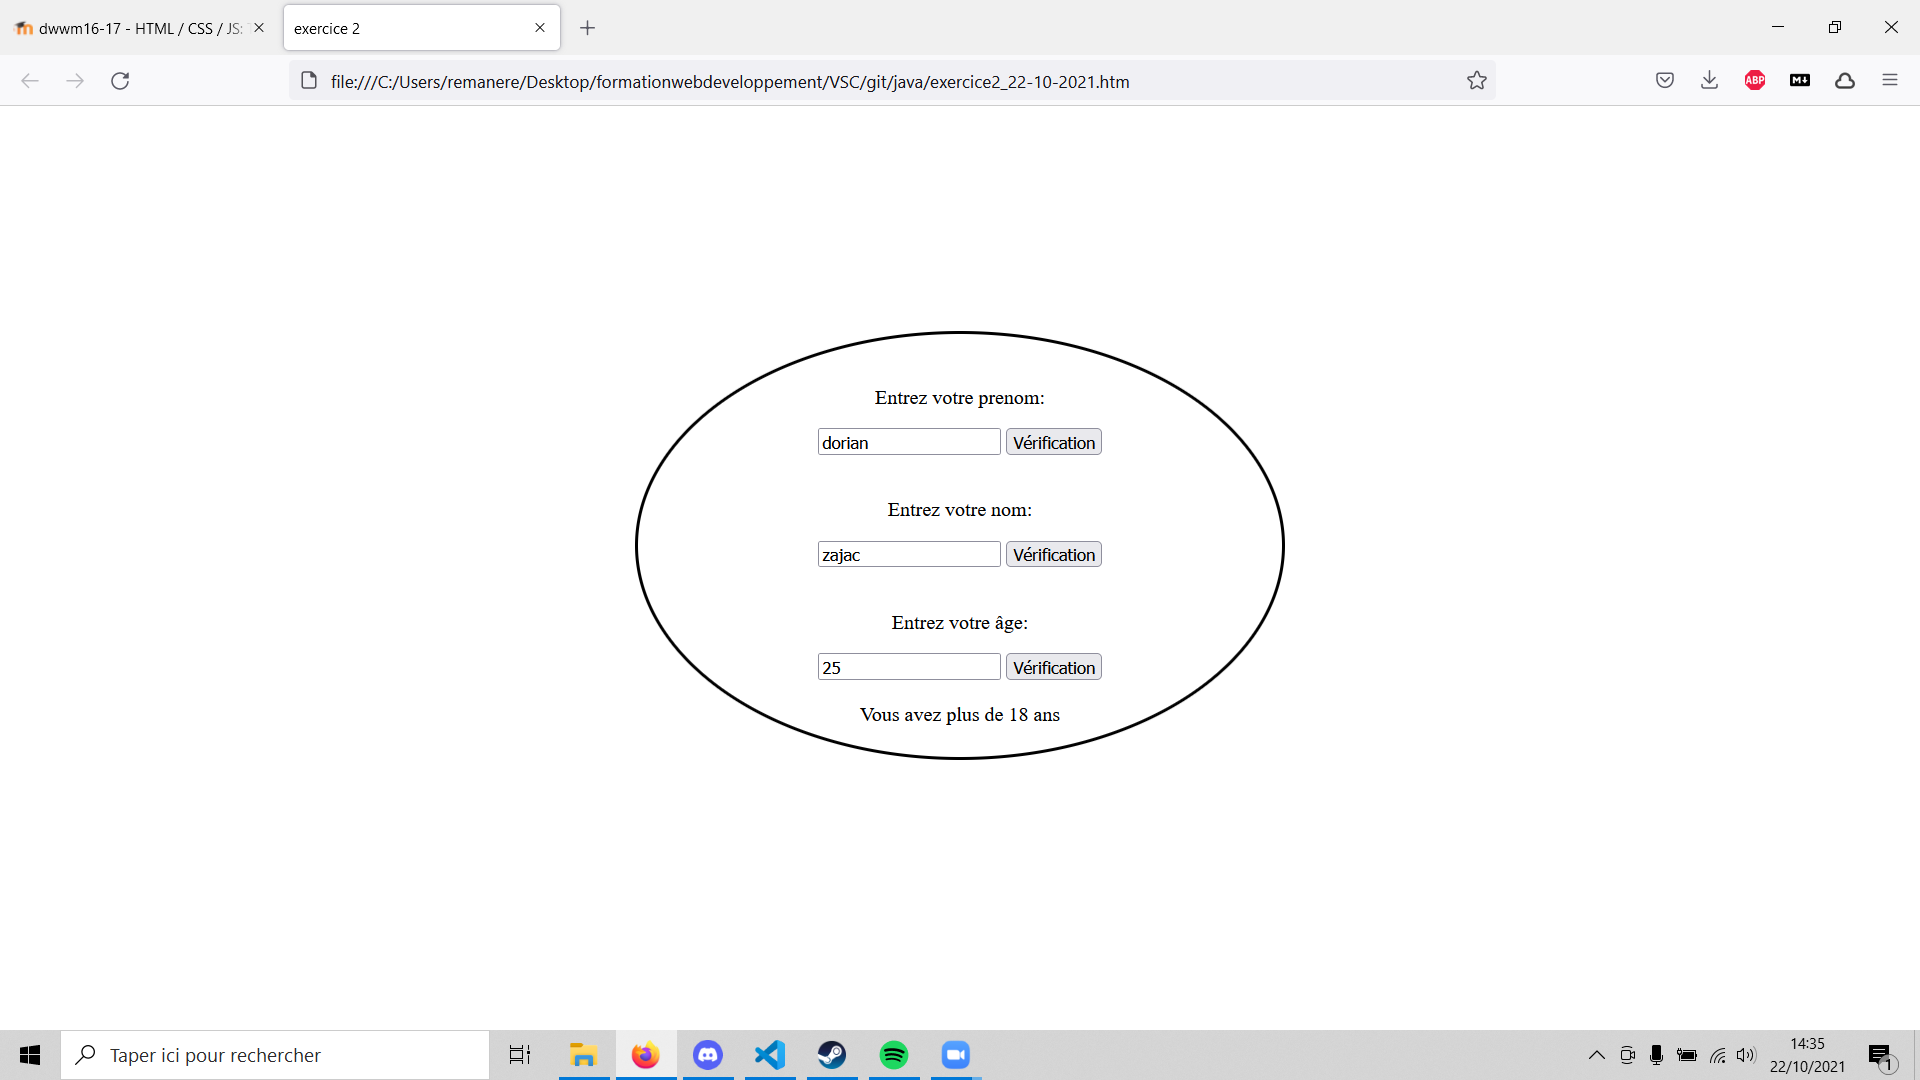 dwwm16-17 - HTML / CSS / JS:
exercice 2
file:///C:/Users/remanere/Desktop/formationwebdeveloppement/VSC/git/java/exercice2_22-10-2021.htm
ABP
Entrez votre prenom:
dorian Vérification
Entrez votre nom:
zajac Vérification
Entrez votre âge:
25 Vérification
Vous avez plus de 18 ans
Taper ici pour rechercher
14:35
22/10/2021
1